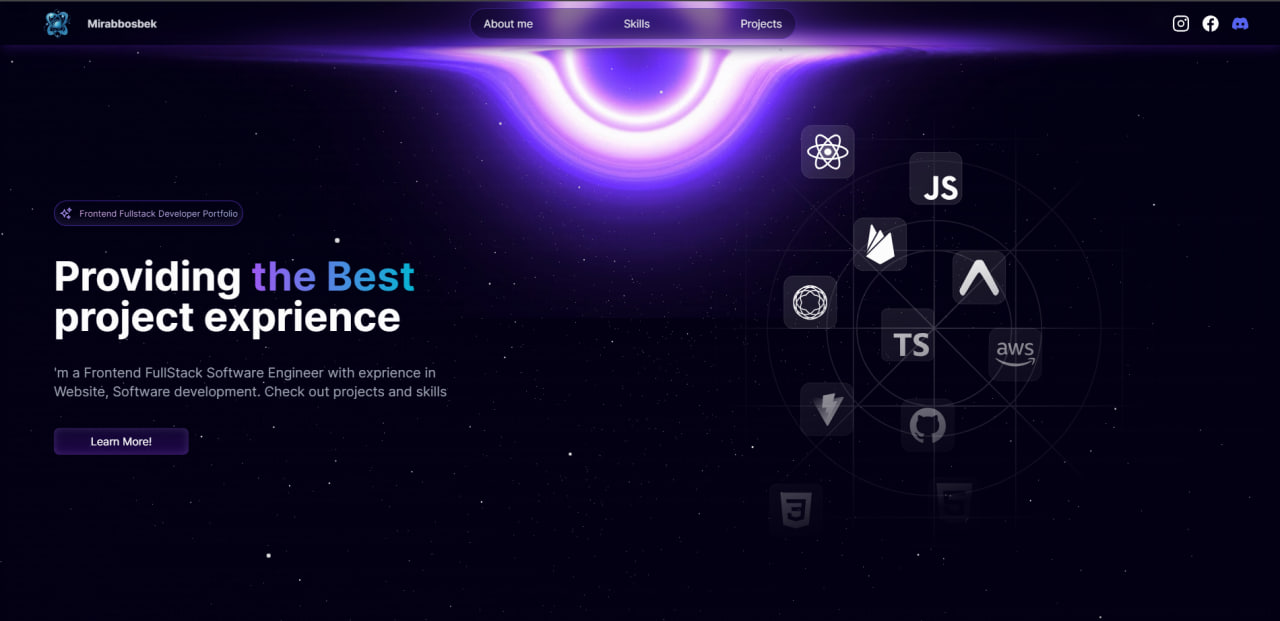 Mirabbosbek
About me
Skills
Projects
Frontend Fullstack Developer Portfolio
Providing the Best
project exprience
'm a Frontend FullStack Software Engineer with exprience in
Website, Software development. Check out projects and skills
Learn More!
JS
TS
aws
3
5